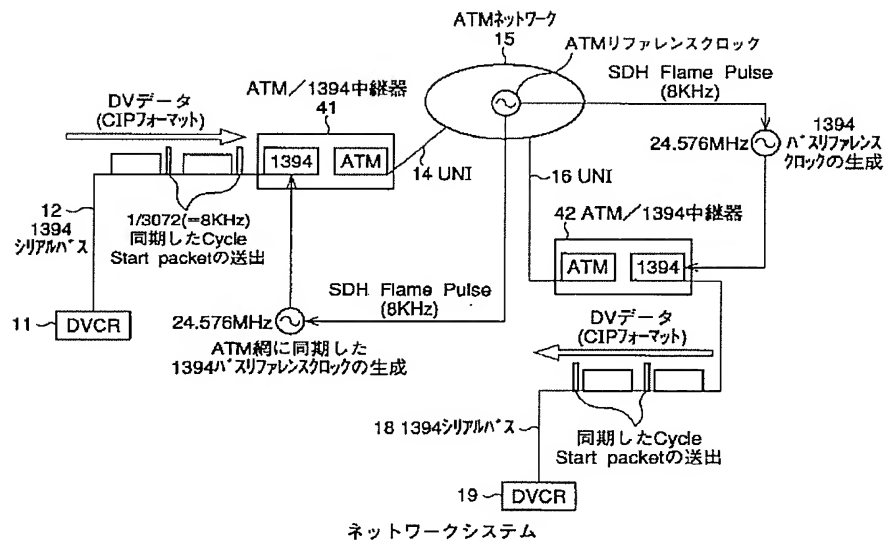 ATMネットワーク
15
ATMリファレンスクロック
SDH Flame Pulse
(8KHz)
ATM/1394中継器
41
DVデータ
(CIPフォーマット)
1394
ATM
14 UNI
24.576MHz
1394
バスリファレンス
クロックの生成
16 UNI
12
1394
シリアルバス
1/3072(=8KHz)
同期したCycle
Start packetの送出
42 ATM/1394中継器
ATM
1394
SDH Flame Pulse
(8KHz)
11
DVCR
24.576MHz
ATM網に同期した
1394バスリファレンスクロックの生成
DVデータ
(CIPフォーマット)
18 1394シリアルバス
同期したCycle
Start packetの送出
19
DVCR
ネットワークシステム